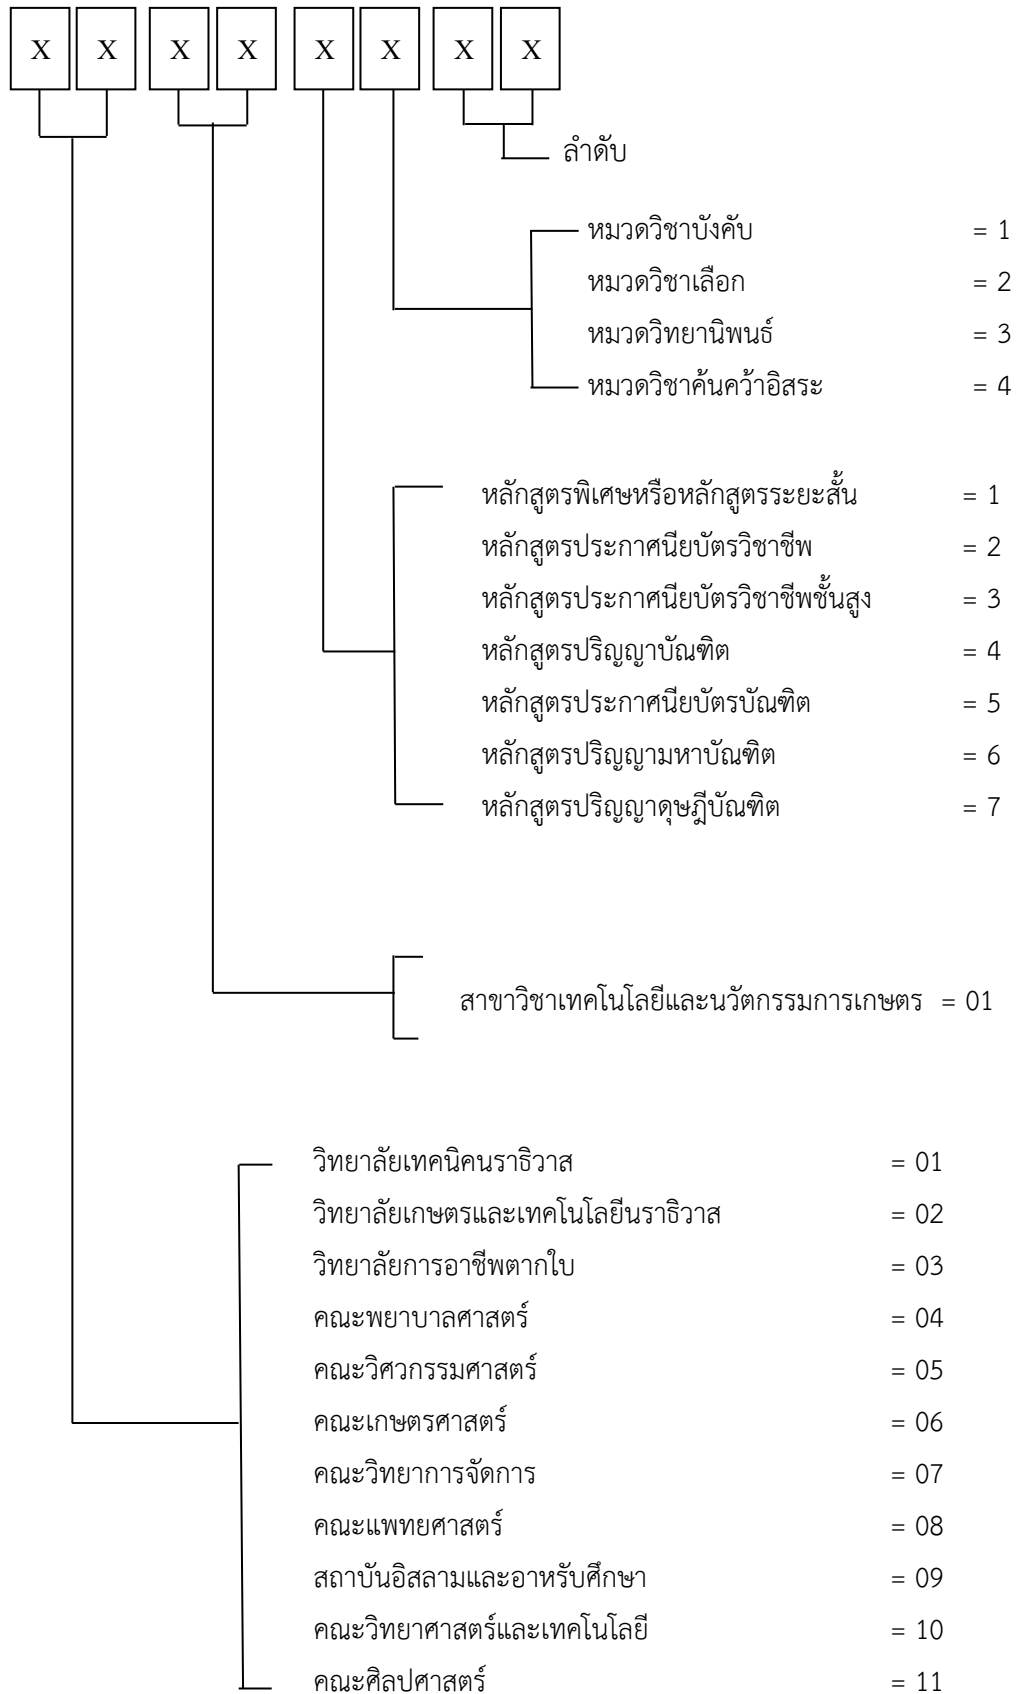 X X X X X X X X
ลำดับ
หมวดวิชาบังคับ = 1
หมวดวิชาเลือก = 2
หมวดวิทยานิพนธ์ = 3
หมวดวิชาค้นคว้าอิสระ = 4
หลักสูตรพิเศษหรือหลักสูตรระยะสั้น = 1
หลักสูตรประกาศนียบัตรวิชาชีพ = 2
หลักสูตรประกาศนียบัตรวิชาชีพชั้นสูง = 3
หลักสูตรปริญญาบัณฑิต = 4
หลักสูตรประกาศนียบัตรบัณฑิต = 5
หลักสูตรปริญญามหาบัณฑิต = 6
หลักสูตรปริญญาดุษฎีบัณฑิต = 7
สาขาวิชาเทคโนโลยีและนวัตกรรมการเกษตร = 01
วิทยาลัยเทคนิคนราธิวาส = 01
วิทยาลัยเกษตรและเทคโนโลยีนราธิวาส = 02
วิทยาลัยการอาชีพตากใบ = 03
คณะพยาบาลศาสตร์ = 04
คณะวิศวกรรมศาสตร์ = 05
คณะเกษตรศาสตร์ = 06
คณะวิทยาการจัดการ = 07
คณะแพทยศาสตร์ = 08
สถาบันอิสลามและอาหรับศึกษา = 09
คณะวิทยาศาสตร์และเทคโนโลยี = 10
คณะศิลปศาสตร์ = 11